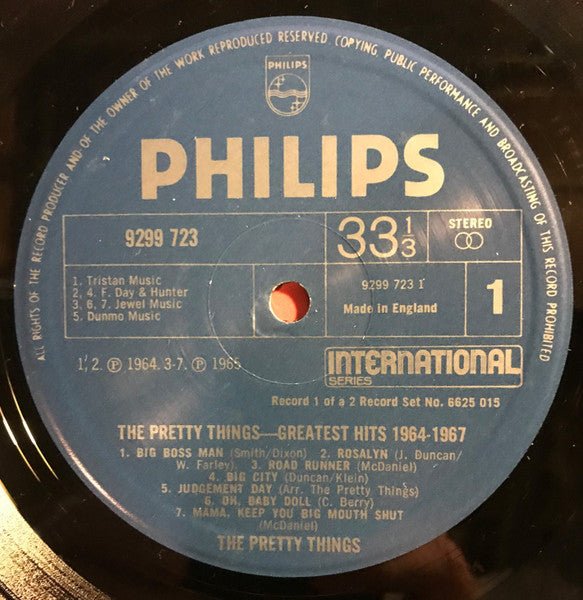 ALL RIGHTS OF THE RECORD PRODUCER AND OF THE OWNER OF THE WORK REPRODUCED RESERVED COPYING PUBLIC PERFORMANCE AND BROADCASTING OF THIS RECORD PROHIBITED
PHILIPS
PHILIPS
9299 723
33⅓
STEREO
1. Tristan Music
2. 4. F. Day & Hunter
3. 6. 7. Jewel Music
5. Dunmo Music
9299 723 1
Made in England
1
1, 2. ℗ 1964. 3-7. ℗ 1965
INTERNATIONAL
SERIES
Record 1 of a 2 Record Set No. 6625 015
THE PRETTY THINGS—GREATEST HITS 1964-1967
1. BIG BOSS MAN (Smith/Dixon) 2. ROSALYN (J. Duncan/
W. Farley) 3. ROAD RUNNER (McDaniel)
4. BIG CITY (Duncan/Klein)
5. JUDGEMENT DAY (Arr. The Pretty Things)
6. OH, BABY DOLL (C. Berry)
7. MAMA, KEEP YOU BIG MOUTH SHUT
(McDaniel)
THE PRETTY THINGS